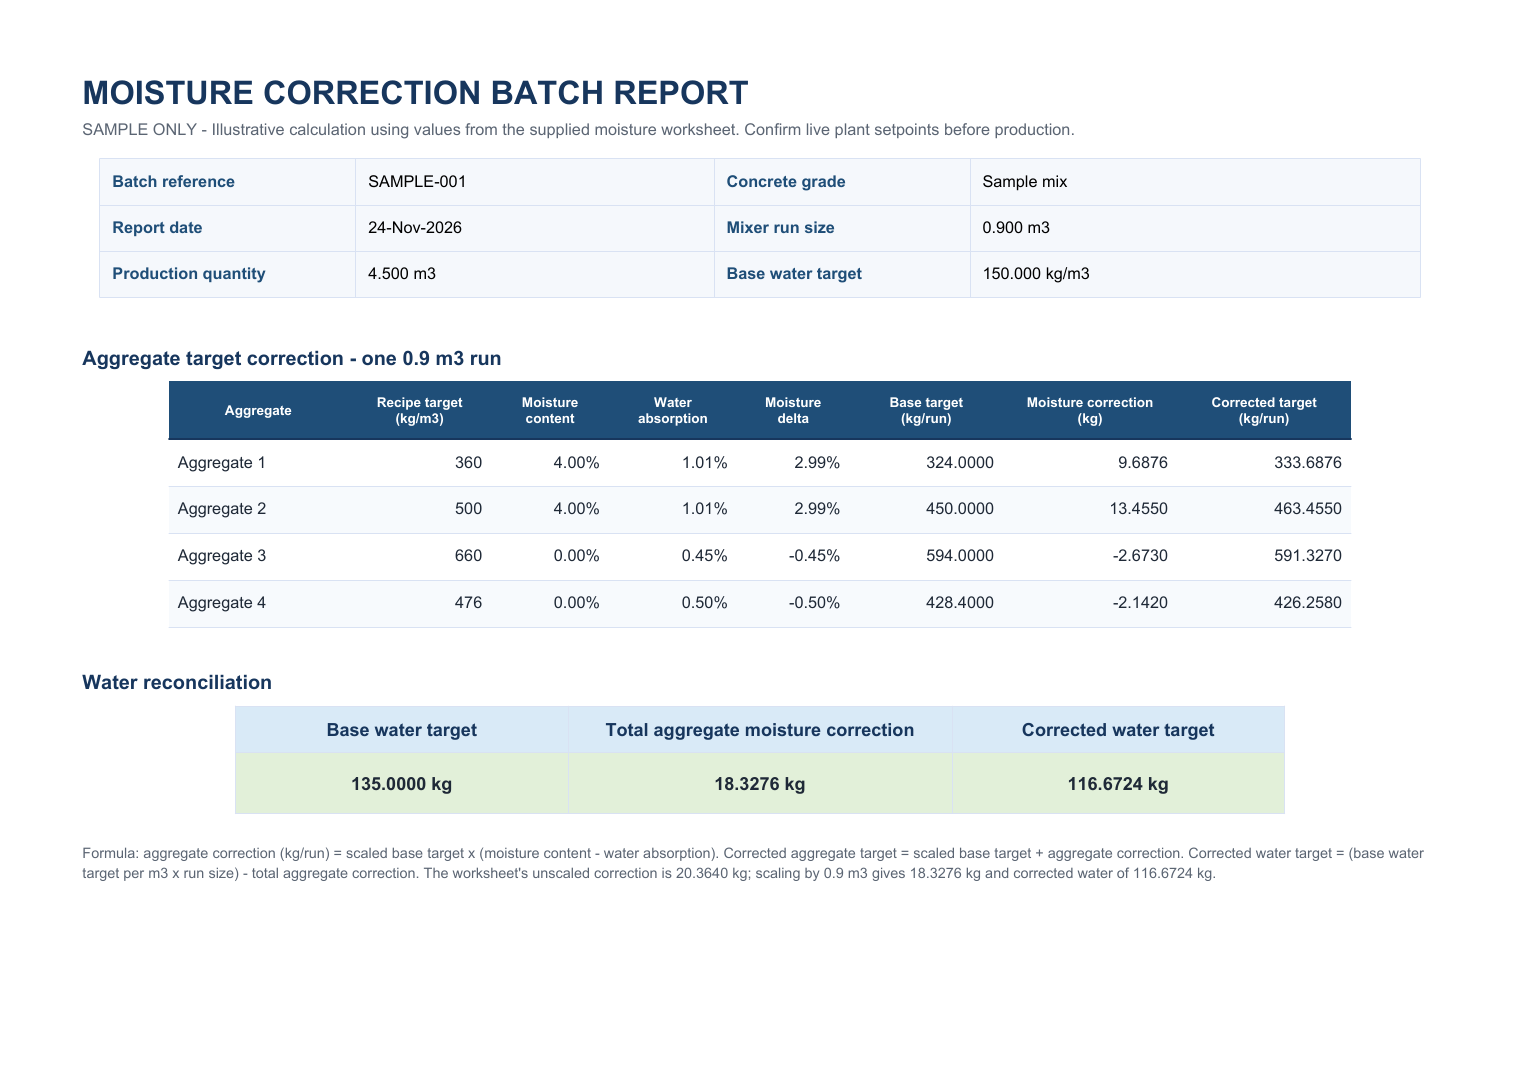 MOISTURE CORRECTION BATCH REPORT
SAMPLE ONLY - Illustrative calculation using values from the supplied moisture worksheet. Confirm live plant setpoints before production.
Batch reference SAMPLE-001 Concrete grade Sample mix
Report date 24-Nov-2026 Mixer run size 0.900 m3
Production quantity 4.500 m3 Base water target 150.000 kg/m3
Aggregate target correction - one 0.9 m3 run
Aggregate Recipe target (kg/m3) Moisture content Water absorption Moisture delta Base target (kg/run) Moisture correction (kg) Corrected target (kg/run)
Aggregate 1 360 4.00% 1.01% 2.99% 324.0000 9.6876 333.6876
Aggregate 2 500 4.00% 1.01% 2.99% 450.0000 13.4550 463.4550
Aggregate 3 660 0.00% 0.45% -0.45% 594.0000 -2.6730 591.3270
Aggregate 4 476 0.00% 0.50% -0.50% 428.4000 -2.1420 426.2580
Water reconciliation
Base water target Total aggregate moisture correction Corrected water target
135.0000 kg 18.3276 kg 116.6724 kg
Formula: aggregate correction (kg/run) = scaled base target x (moisture content - water absorption). Corrected aggregate target = scaled base target + aggregate correction. Corrected water target = (base water
target per m3 x run size) - total aggregate correction. The worksheet's unscaled correction is 20.3640 kg; scaling by 0.9 m3 gives 18.3276 kg and corrected water of 116.6724 kg.